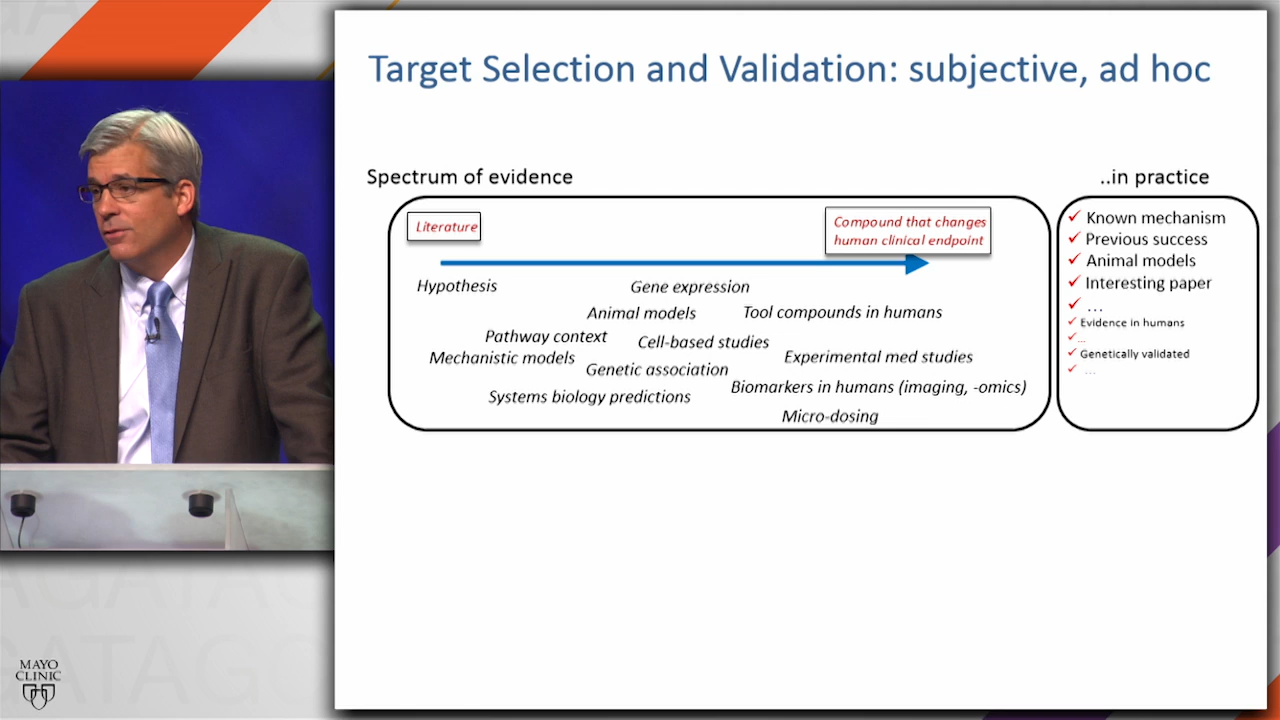 Target Selection and Validation: subjective, ad hoc
Spectrum of evidence
Literature
Compound that changes
human clinical endpoint
Hypothesis
Gene expression
Animal models
Tool compounds in humans
Pathway context
Cell-based studies
Mechanistic models
Experimental med studies
Genetic association
Biomarkers in humans (imaging, -omics)
Systems biology predictions
Micro-dosing
..in practice
✓ Known mechanism
✓ Previous success
✓ Animal models
✓ Interesting paper
✓ ...
✓ Evidence in humans
✓ ...
✓ Genetically validated
✓ ...
MAYO
CLINIC